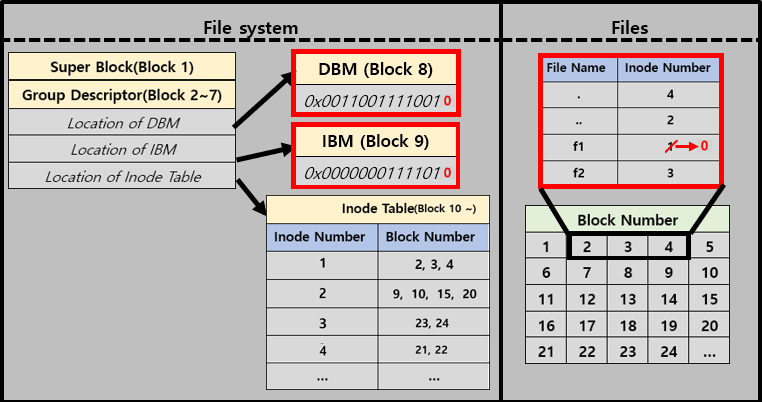 File system
Files
Super Block(Block 1)
Group Descriptor(Block 2~7)
Location of DBM
Location of IBM
Location of Inode Table
DBM (Block 8)
0x0011001111001 0
IBM (Block 9)
0x0000000111101 0
Inode Table(Block 10 ~)
Inode Number Block Number
1 2, 3, 4
2 9, 10, 15, 20
3 23, 24
4 21, 22
... ...
File Name Inode Number
. 4
.. 2
f1 1 0
f2 3
Block Number
1 2 3 4 5
6 7 8 9 10
11 12 13 14 15
16 17 18 19 20
21 22 23 24 ...